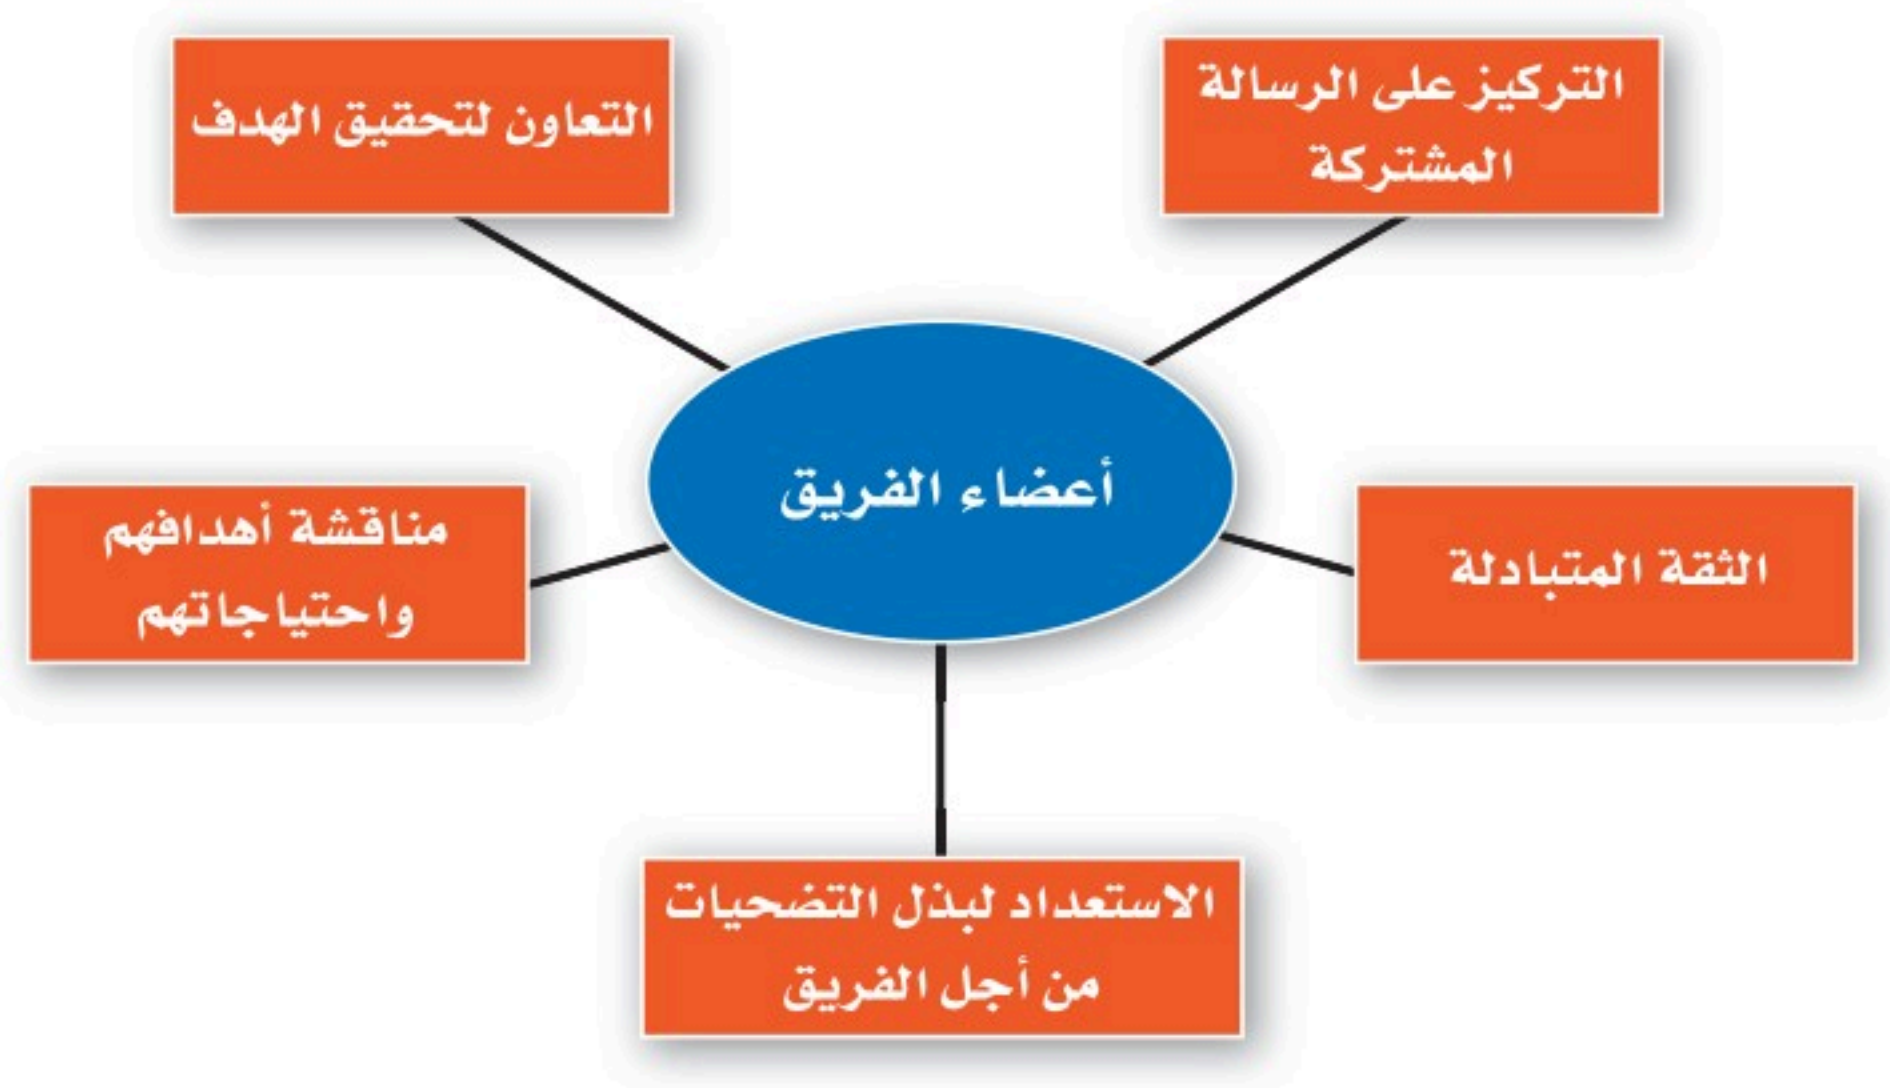 التركيز على الرسالة
المشتركة
التعاون لتحقيق الهدف
أعضاء الفريق
الثقة المتبادلة
مناقشة أهدافهم
واحتياجاتهم
الاستعداد لبذل التضحيات
من أجل الفريق